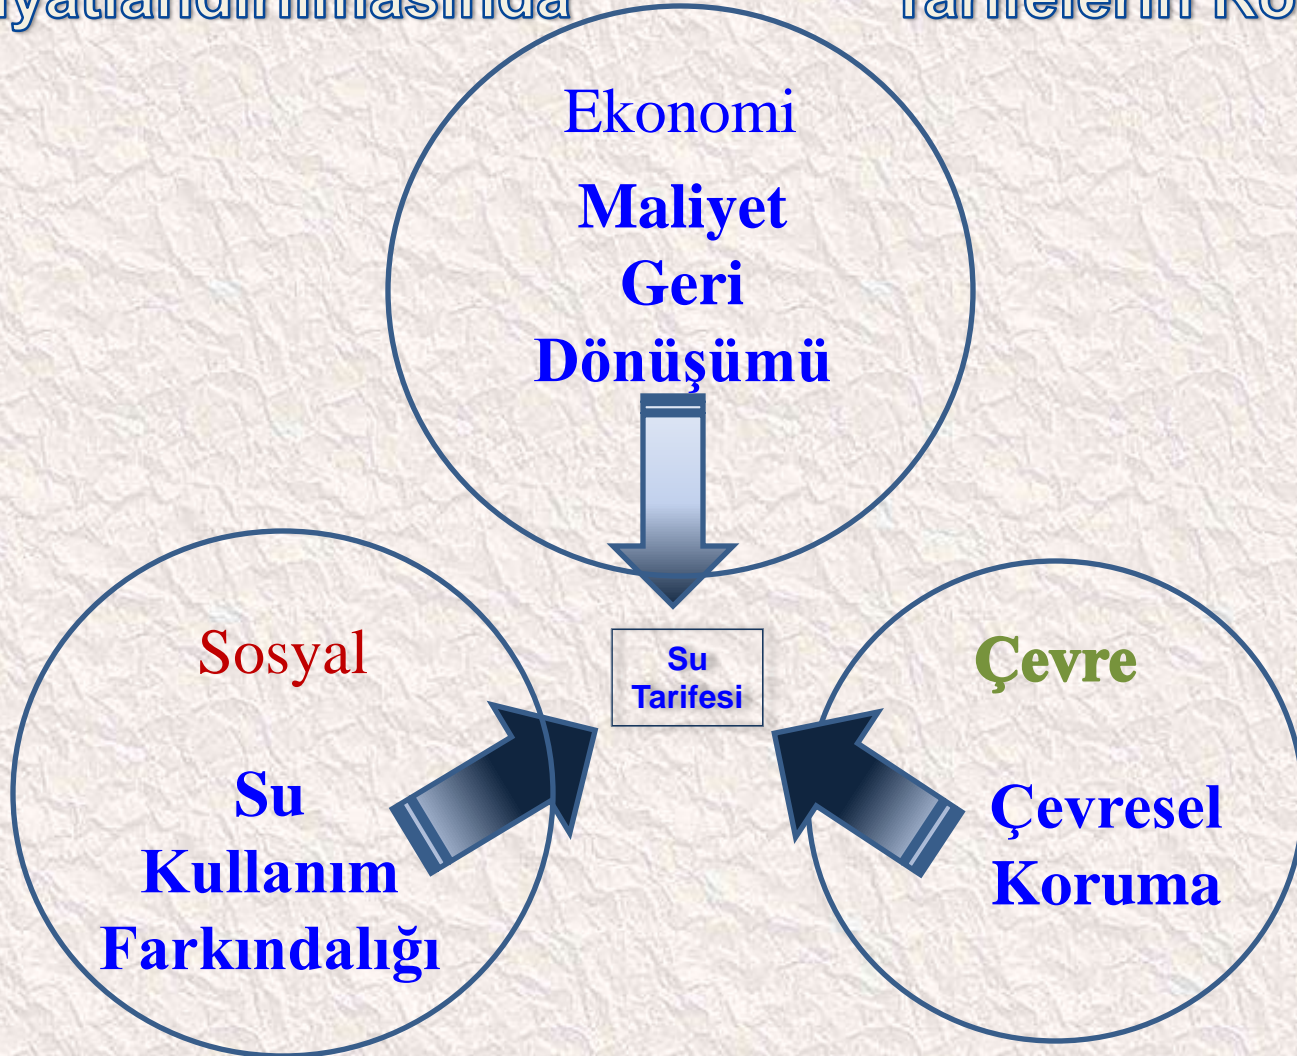 Ekonomi
Maliyet
Geri
Dönüşümü
Sosyal
Su
Kullanım
Farkındalığı
Su
Tarifesi
Çevre
Çevresel
Koruma